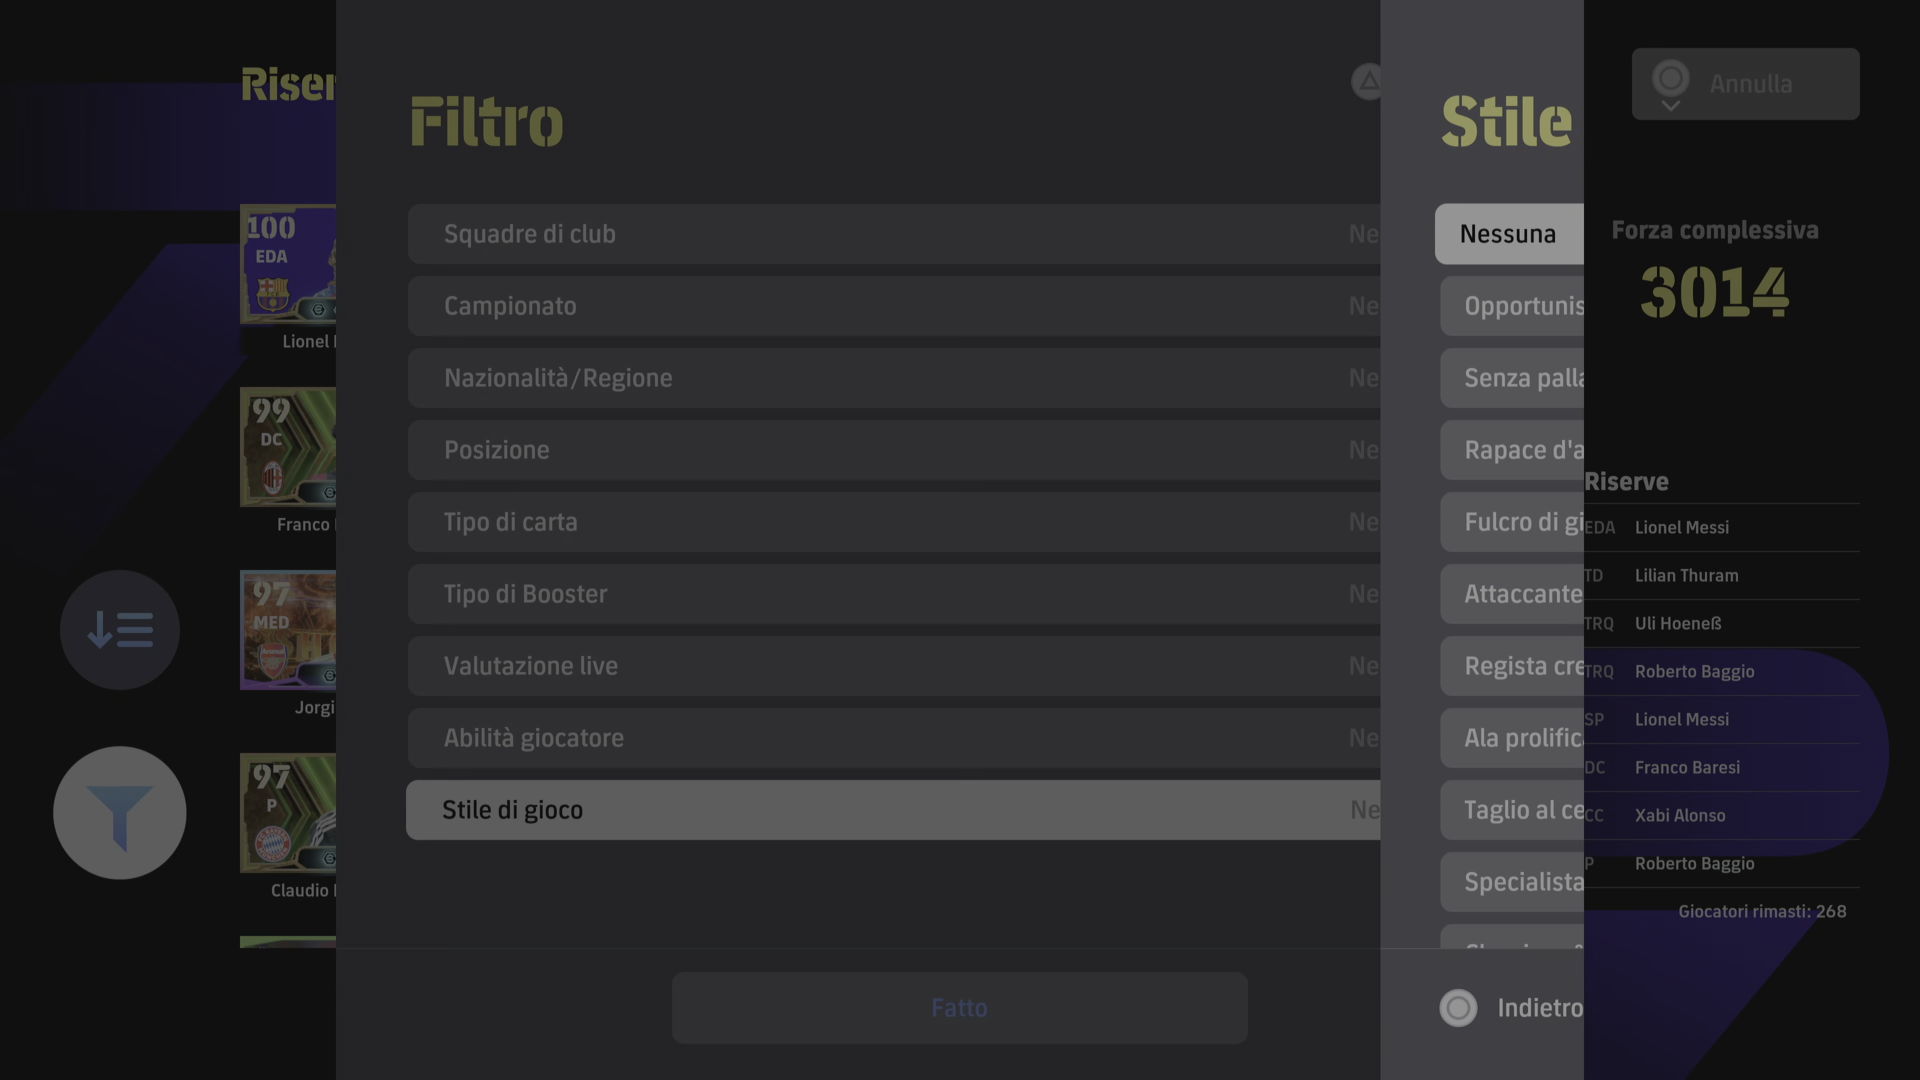 Riser
100
EDA
Lionel
99
DC
Franco
97
MED
Jorgi
97
P
Claudio
Filtro
Squadre di club Ne
Campionato Ne
Nazionalità/Regione Ne
Posizione Ne
Tipo di carta Ne
Tipo di Booster Ne
Valutazione live Ne
Abilità giocatore Ne
Stile di gioco Ne
Fatto
Stile
Nessuna
Opportunis
Senza palla
Rapace d'a
Fulcro di gi
Attaccante
Regista cre
Ala prolific
Taglio al ce
Specialista
Indietro
Annulla
Forza complessiva
3014
Riserve
EDA Lionel Messi
TD Lilian Thuram
TRQ Uli Hoeneß
TRQ Roberto Baggio
SP Lionel Messi
DC Franco Baresi
CC Xabi Alonso
P Roberto Baggio
Giocatori rimasti: 268